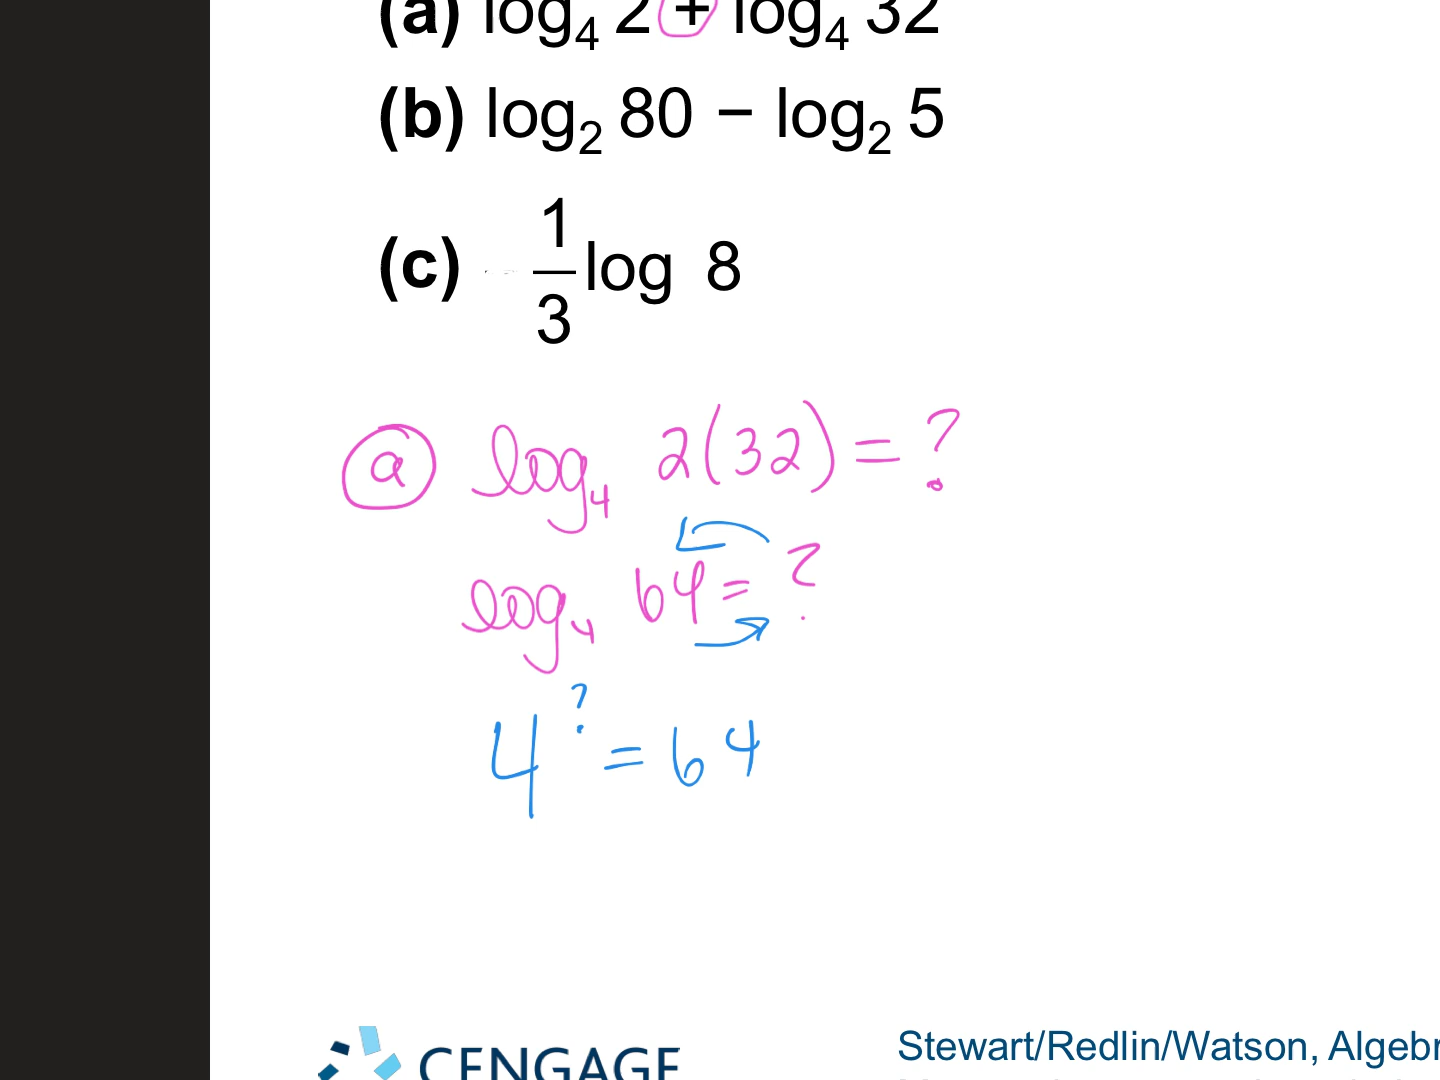 (a) log₄ 2 + log₄ 32
(b) log₂ 80 − log₂ 5
(c) - 1/3 log 8
ⓐ log₄ 2(32) = ?
log₄ 64 = ?
4^? = 64
CENGAGE
Stewart/Redlin/Watson, Algebr